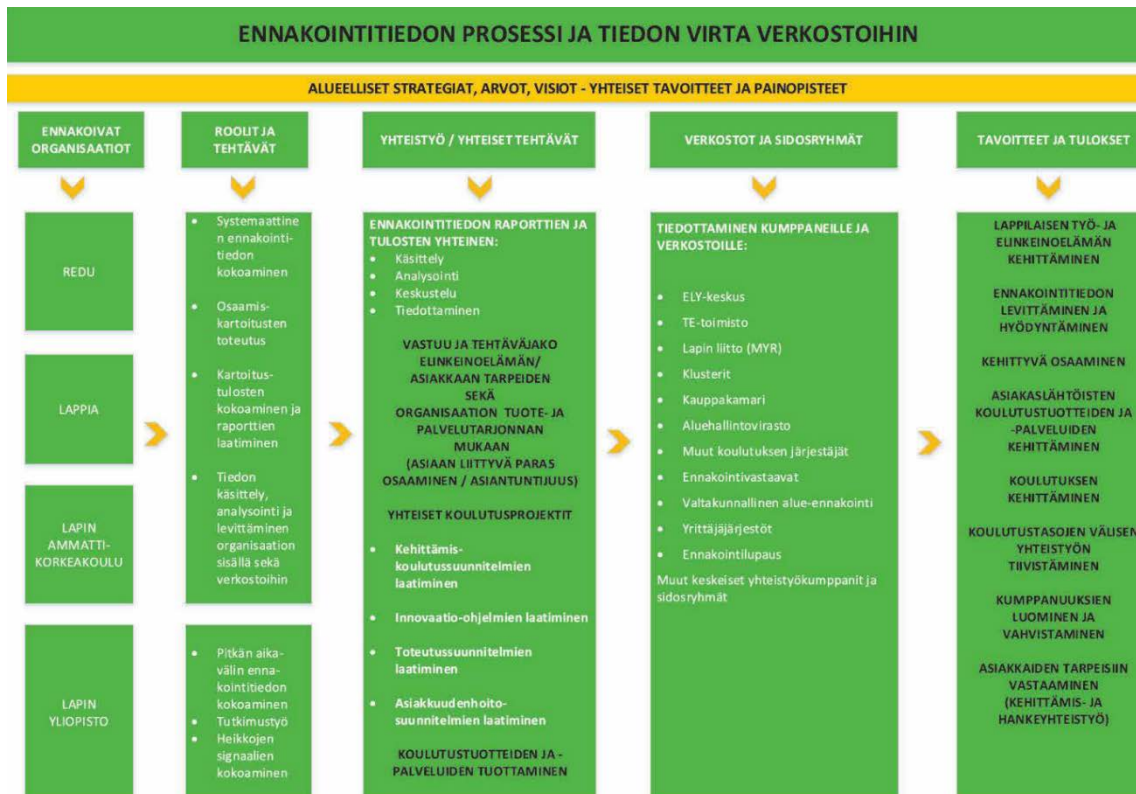 ENNAKOINTITIEDON PROSESSI JA TIEDON VIRTA VERKOSTOIHIN
ALUEELLISET STRATEGIAT, ARVOT, VISIOT - YHTEISET TAVOITTEET JA PAINOPISTEET
ENNAKOIVAT
ORGANISAATIOT
REDU
LAPPIA
LAPIN
AMMATTI-
KORKEAKOULU
LAPIN
YLIOPISTO
ROOLIT JA
TEHTÄVÄT
• Systemaattine
n ennakointi-
tiedon
kokoaminen
• Osaamis-
kartoitusten
toteutus
• Kartoitus-
tulosten
kokoaminen ja
raporttien
laatiminen
• Tiedon
käsittely,
analysointi ja
levittäminen
organisaation
sisällä sekä
verkostoihin
• Pitkän aika-
välin enna-
kointitiedon
kokoaminen
• Tutkimustyö
• Heikkojen
signaalien
kokoaminen
YHTEISTYÖ / YHTEISET TEHTÄVÄT
ENNAKOINTITIEDON RAPORTTIEN JA
TULOSTEN YHTEINEN:
• Käsittely
• Analysointi
• Keskustelu
• Tiedottaminen
VASTUU JA TEHTÄVÄJAKO
ELINKEINOELÄMÄN/
ASIAKKAAN TARPEIDEN
SEKÄ
ORGANISAATION TUOTE- JA
PALVELUTARJONNAN
MUKAAN
(ASIAAN LIITTYVÄ PARAS
OSAAMINEN / ASIANTUNTIJUUS)
YHTEISET KOULUTUSPROJEKTIT
• Kehittämis-
koulutussuunnitelmien
laatiminen
• Innovaatio-ohjelmien laatiminen
• Toteutussuunnitelmien
laatiminen
• Asiakkuudenhoito-
suunnitelmien laatiminen
KOULUTUSTUOTTEIDEN JA -
PALVELUIDEN TUOTTAMINEN
VERKOSTOT JA SIDOSRYHMÄT
TIEDOTTAMINEN KUMPPANEILLE JA
VERKOSTOILLE:
• ELY-keskus
• TE-toimisto
• Lapin liitto (MYR)
• Klusterit
• Kauppakamari
• Aluehallintovirasto
• Muut koulutuksen järjestäjät
• Ennakointivastaavat
• Valtakunnallinen alue-ennakointi
• Yrittäjäjärjestöt
• Ennakointilupaus
Muut keskeiset yhteistyökumppanit ja
sidosryhmät
TAVOITTEET JA TULOKSET
LAPPILAISEN TYÖ- JA
ELINKEINOELÄMÄN
KEHITTÄMINEN
ENNAKOINTITIEDON
LEVITTÄMINEN JA
HYÖDYNTÄMINEN
KEHITTYVÄ OSAAMINEN
ASIAKASLÄHTÖISTEN
KOULUTUSTUOTTEIDEN JA
-PALVELUIDEN
KEHITTÄMINEN
KOULUTUKSEN
KEHITTÄMINEN
KOULUTUSTASOJEN VÄLISEN
YHTEISTYÖN
TIIVISTÄMINEN
KUMPPANUUKSIEN
LUOMINEN JA
VAHVISTAMINEN
ASIAKKAIDEN TARPEISIIN
VASTAAMINEN
(KEHITTÄMIS- JA
HANKEYHTEISTYÖ)